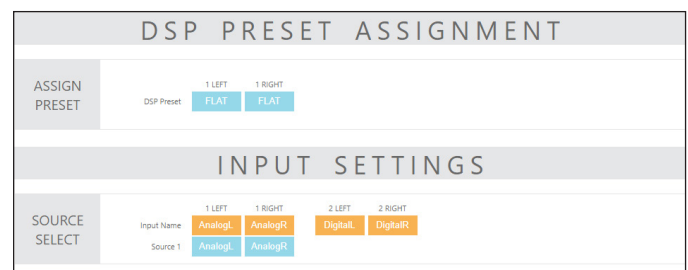 DSP PRESET ASSIGNMENT
ASSIGN PRESET
1 LEFT 1 RIGHT
DSP Preset FLAT FLAT
INPUT SETTINGS
SOURCE SELECT
1 LEFT 1 RIGHT 2 LEFT 2 RIGHT
Input Name AnalogL AnalogR DigitalL DigitalR
Source 1 AnalogL AnalogR